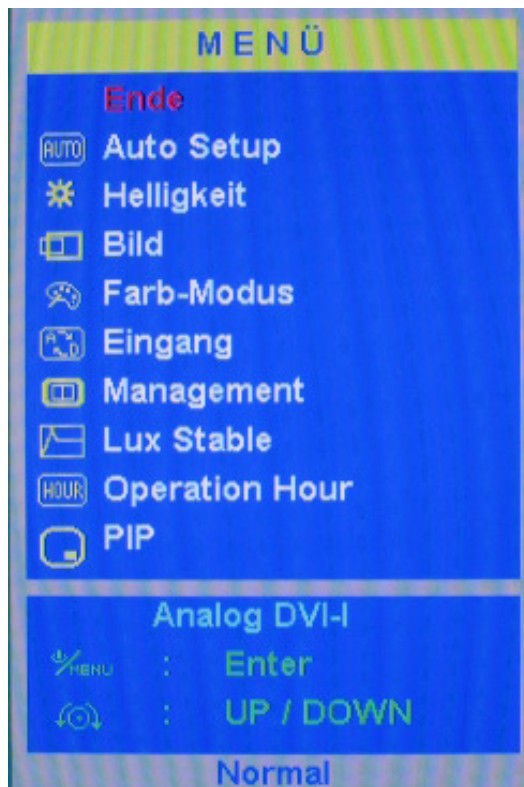 MENÜ
Ende
AUTO Auto Setup
Helligkeit
Bild
Farb-Modus
A D Eingang
Management
Lux Stable
HOUR Operation Hour
PIP
Analog DVI-I
/MENU : Enter
: UP / DOWN
Normal